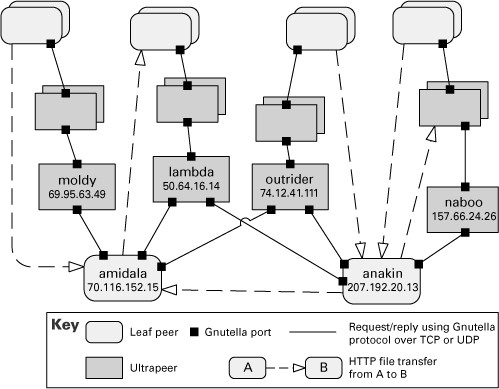 moldy
69.95.63.49
lambda
50.64.16.14
outrider
74.12.41.111
naboo
157.66.24.26
amidala
70.116.152.15
anakin
207.192.20.13
Key
Leaf peer
Gnutella port
Request/reply using Gnutella
protocol over TCP or UDP
Ultrapeer
A
B
HTTP file transfer
from A to B